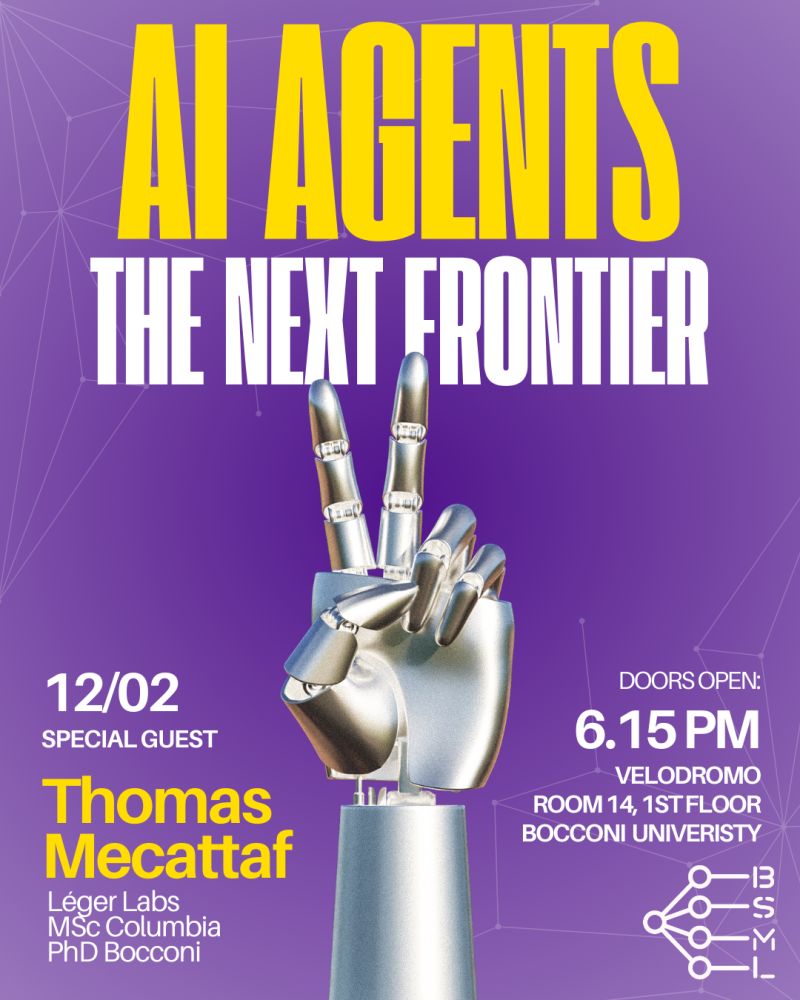 AI AGENTS
THE NEXT FRONTIER
12/02
SPECIAL GUEST
Thomas
Mecattaf
Léger Labs
MSc Columbia
PhD Bocconi
DOORS OPEN:
6.15 PM
VELODROMO
ROOM 14, 1ST FLOOR
BOCCONI UNIVERISTY
B
S
M
L